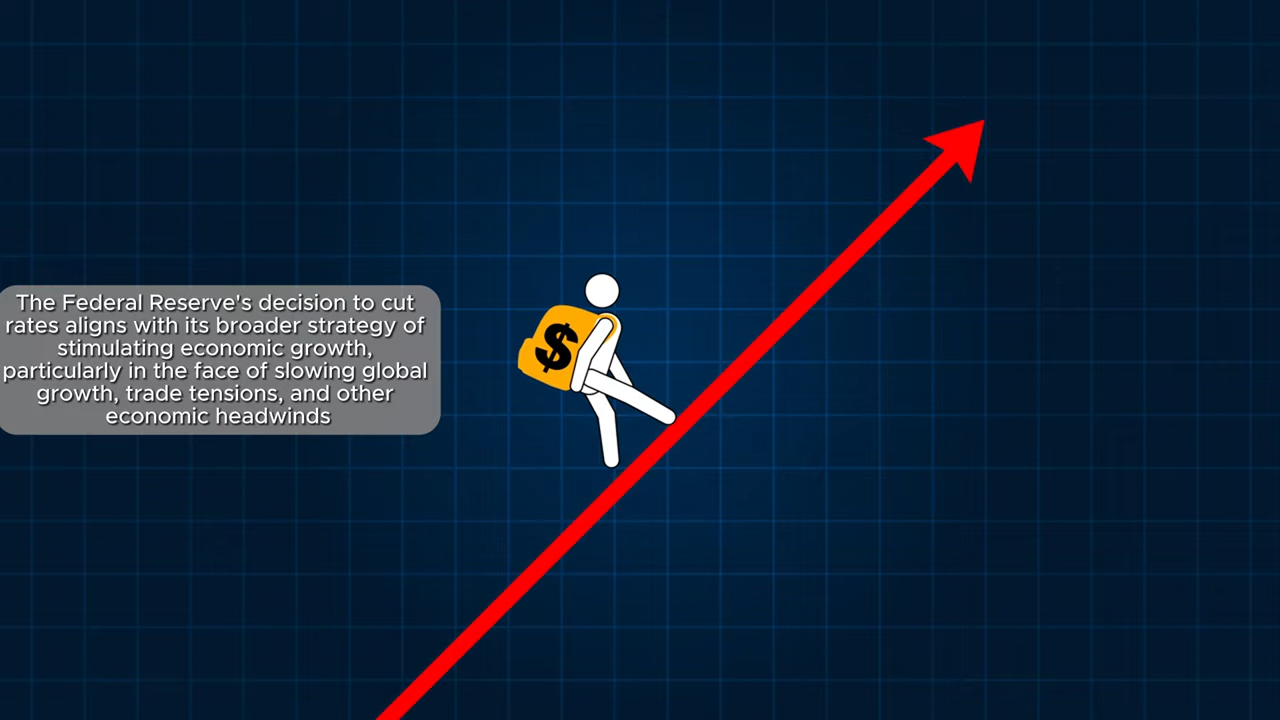 The Federal Reserve's decision to cut
rates aligns with its broader strategy of
stimulating economic growth,
particularly in the face of slowing global
growth, trade tensions, and other
economic headwinds
$